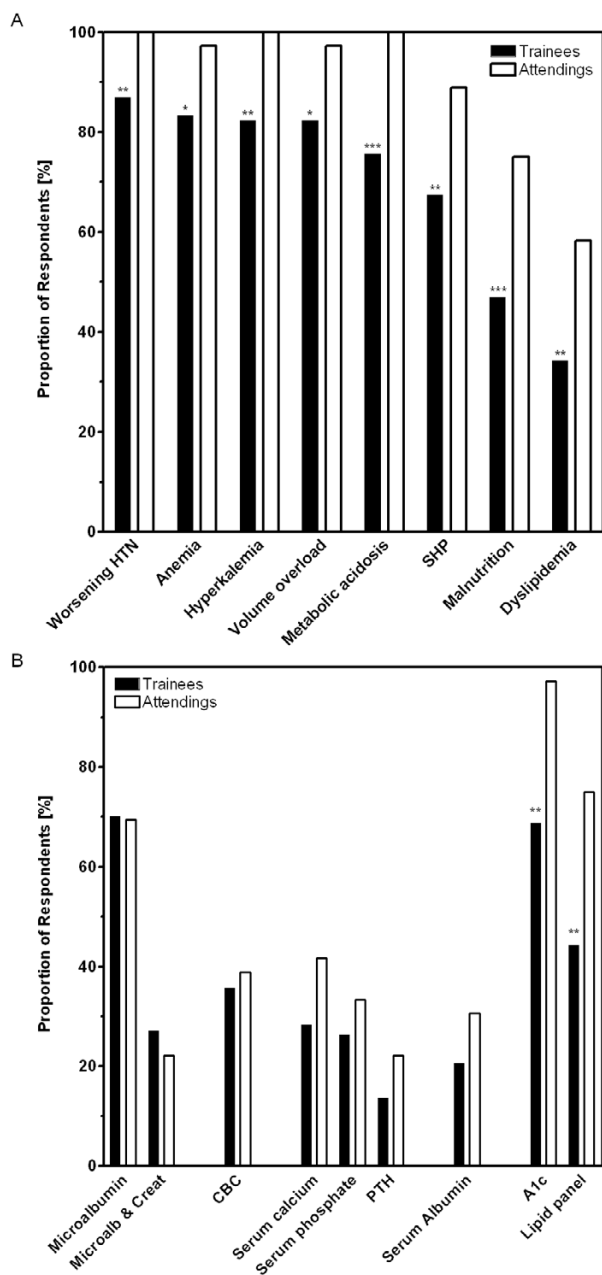 A
Proportion of Respondents [%]
100
80
60
40
20
0
Trainees
Attendings
**
*
**
*
***
**
***
**
Worsening HTN
Anemia
Hyperkalemia
Volume overload
Metabolic acidosis
SHP
Malnutrition
Dyslipidemia
B
Proportion of Respondents [%]
100
80
60
40
20
0
Trainees
Attendings
**
**
Microalbumin
Microalb & Creat
CBC
Serum calcium
Serum phosphate
PTH
Serum Albumin
A1c
Lipid panel